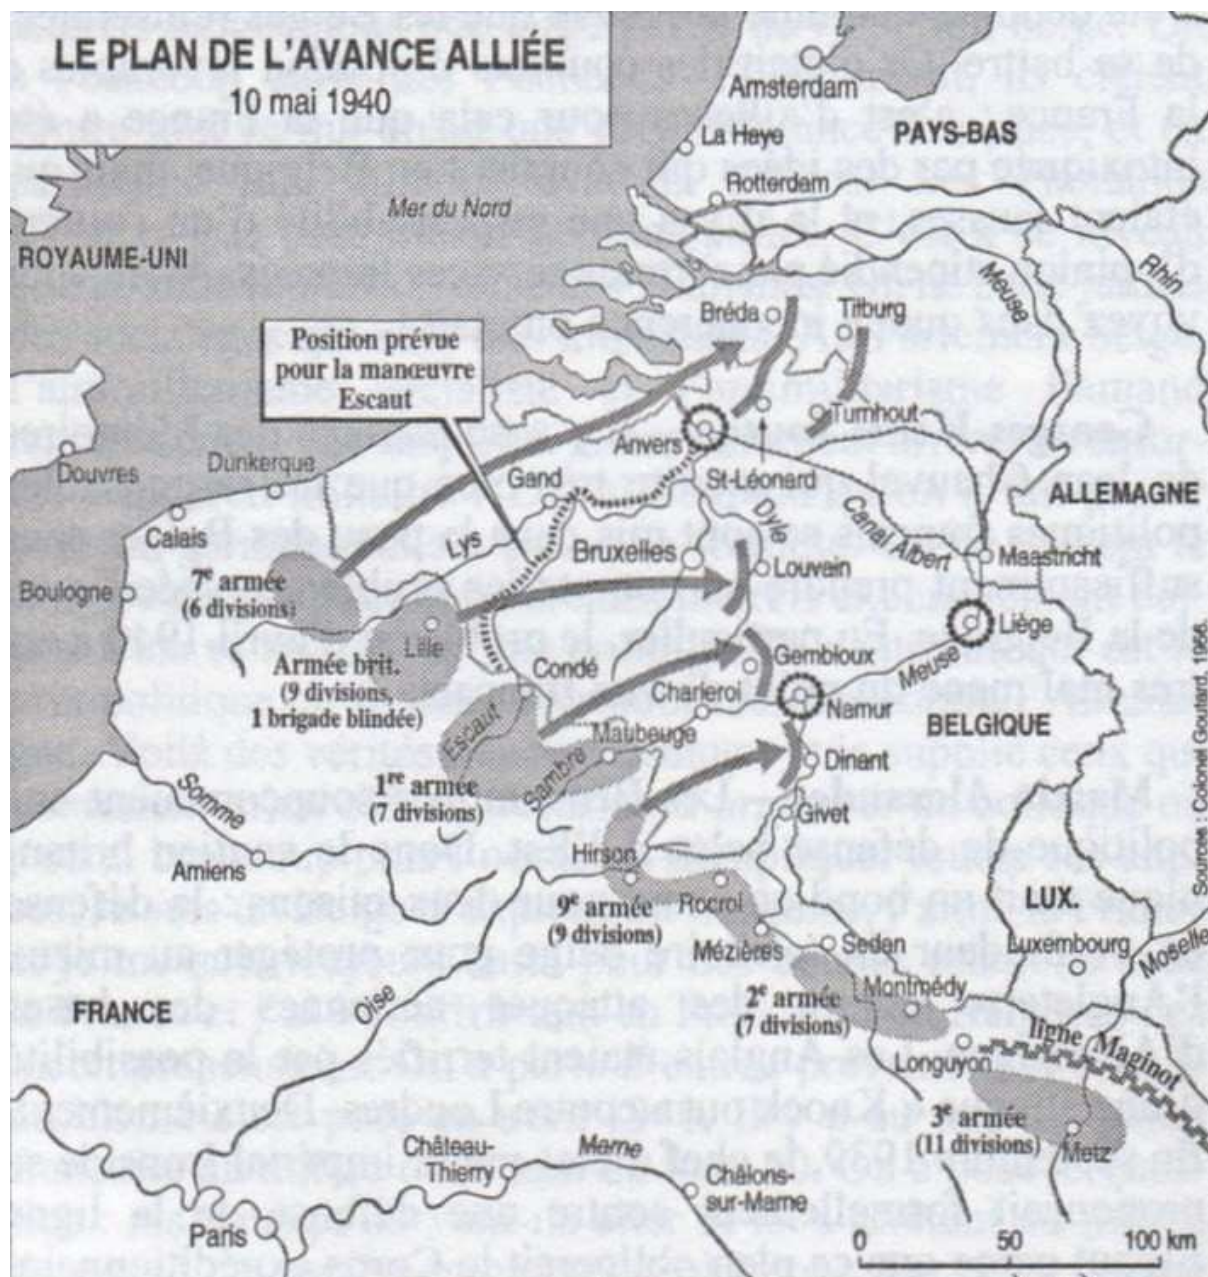 LE PLAN DE L'AVANCE ALLIÉE
10 mai 1940
Amsterdam
La Haye
PAYS-BAS
Rotterdam
Mer du Nord
ROYAUME-UNI
Rhin
Meuse
Bréda
Tilburg
Position prévue
pour la manœuvre
Escaut
Turnhout
Anvers
Douvres
Dunkerque
Gand
St-Léonard
ALLEMAGNE
Calais
Lys
Bruxelles
Dyle
Canal Albert
Louvain
Maastricht
Boulogne
7e armée
(6 divisions)
Lille
Liège
Armée brit.
(9 divisions,
1 brigade blindée)
Condé
Gembloux
Charleroi
Meuse
Namur
BELGIQUE
Escaut
Maubeuge
Sambre
Dinant
1re armée
(7 divisions)
Somme
Givet
Amiens
Hirson
Rocroi
9e armée
(9 divisions)
Mézières
Sedan
LUX.
Luxembourg
Moselle
2e armée
(7 divisions)
Montmédy
FRANCE
Oise
Longuyon
ligne Maginot
3e armée
(11 divisions)
Metz
Château-
Thierry
Marne
Châlons-
sur-Marne
Paris
0 50 100 km
Sources : Colonel Goutard, 1956.